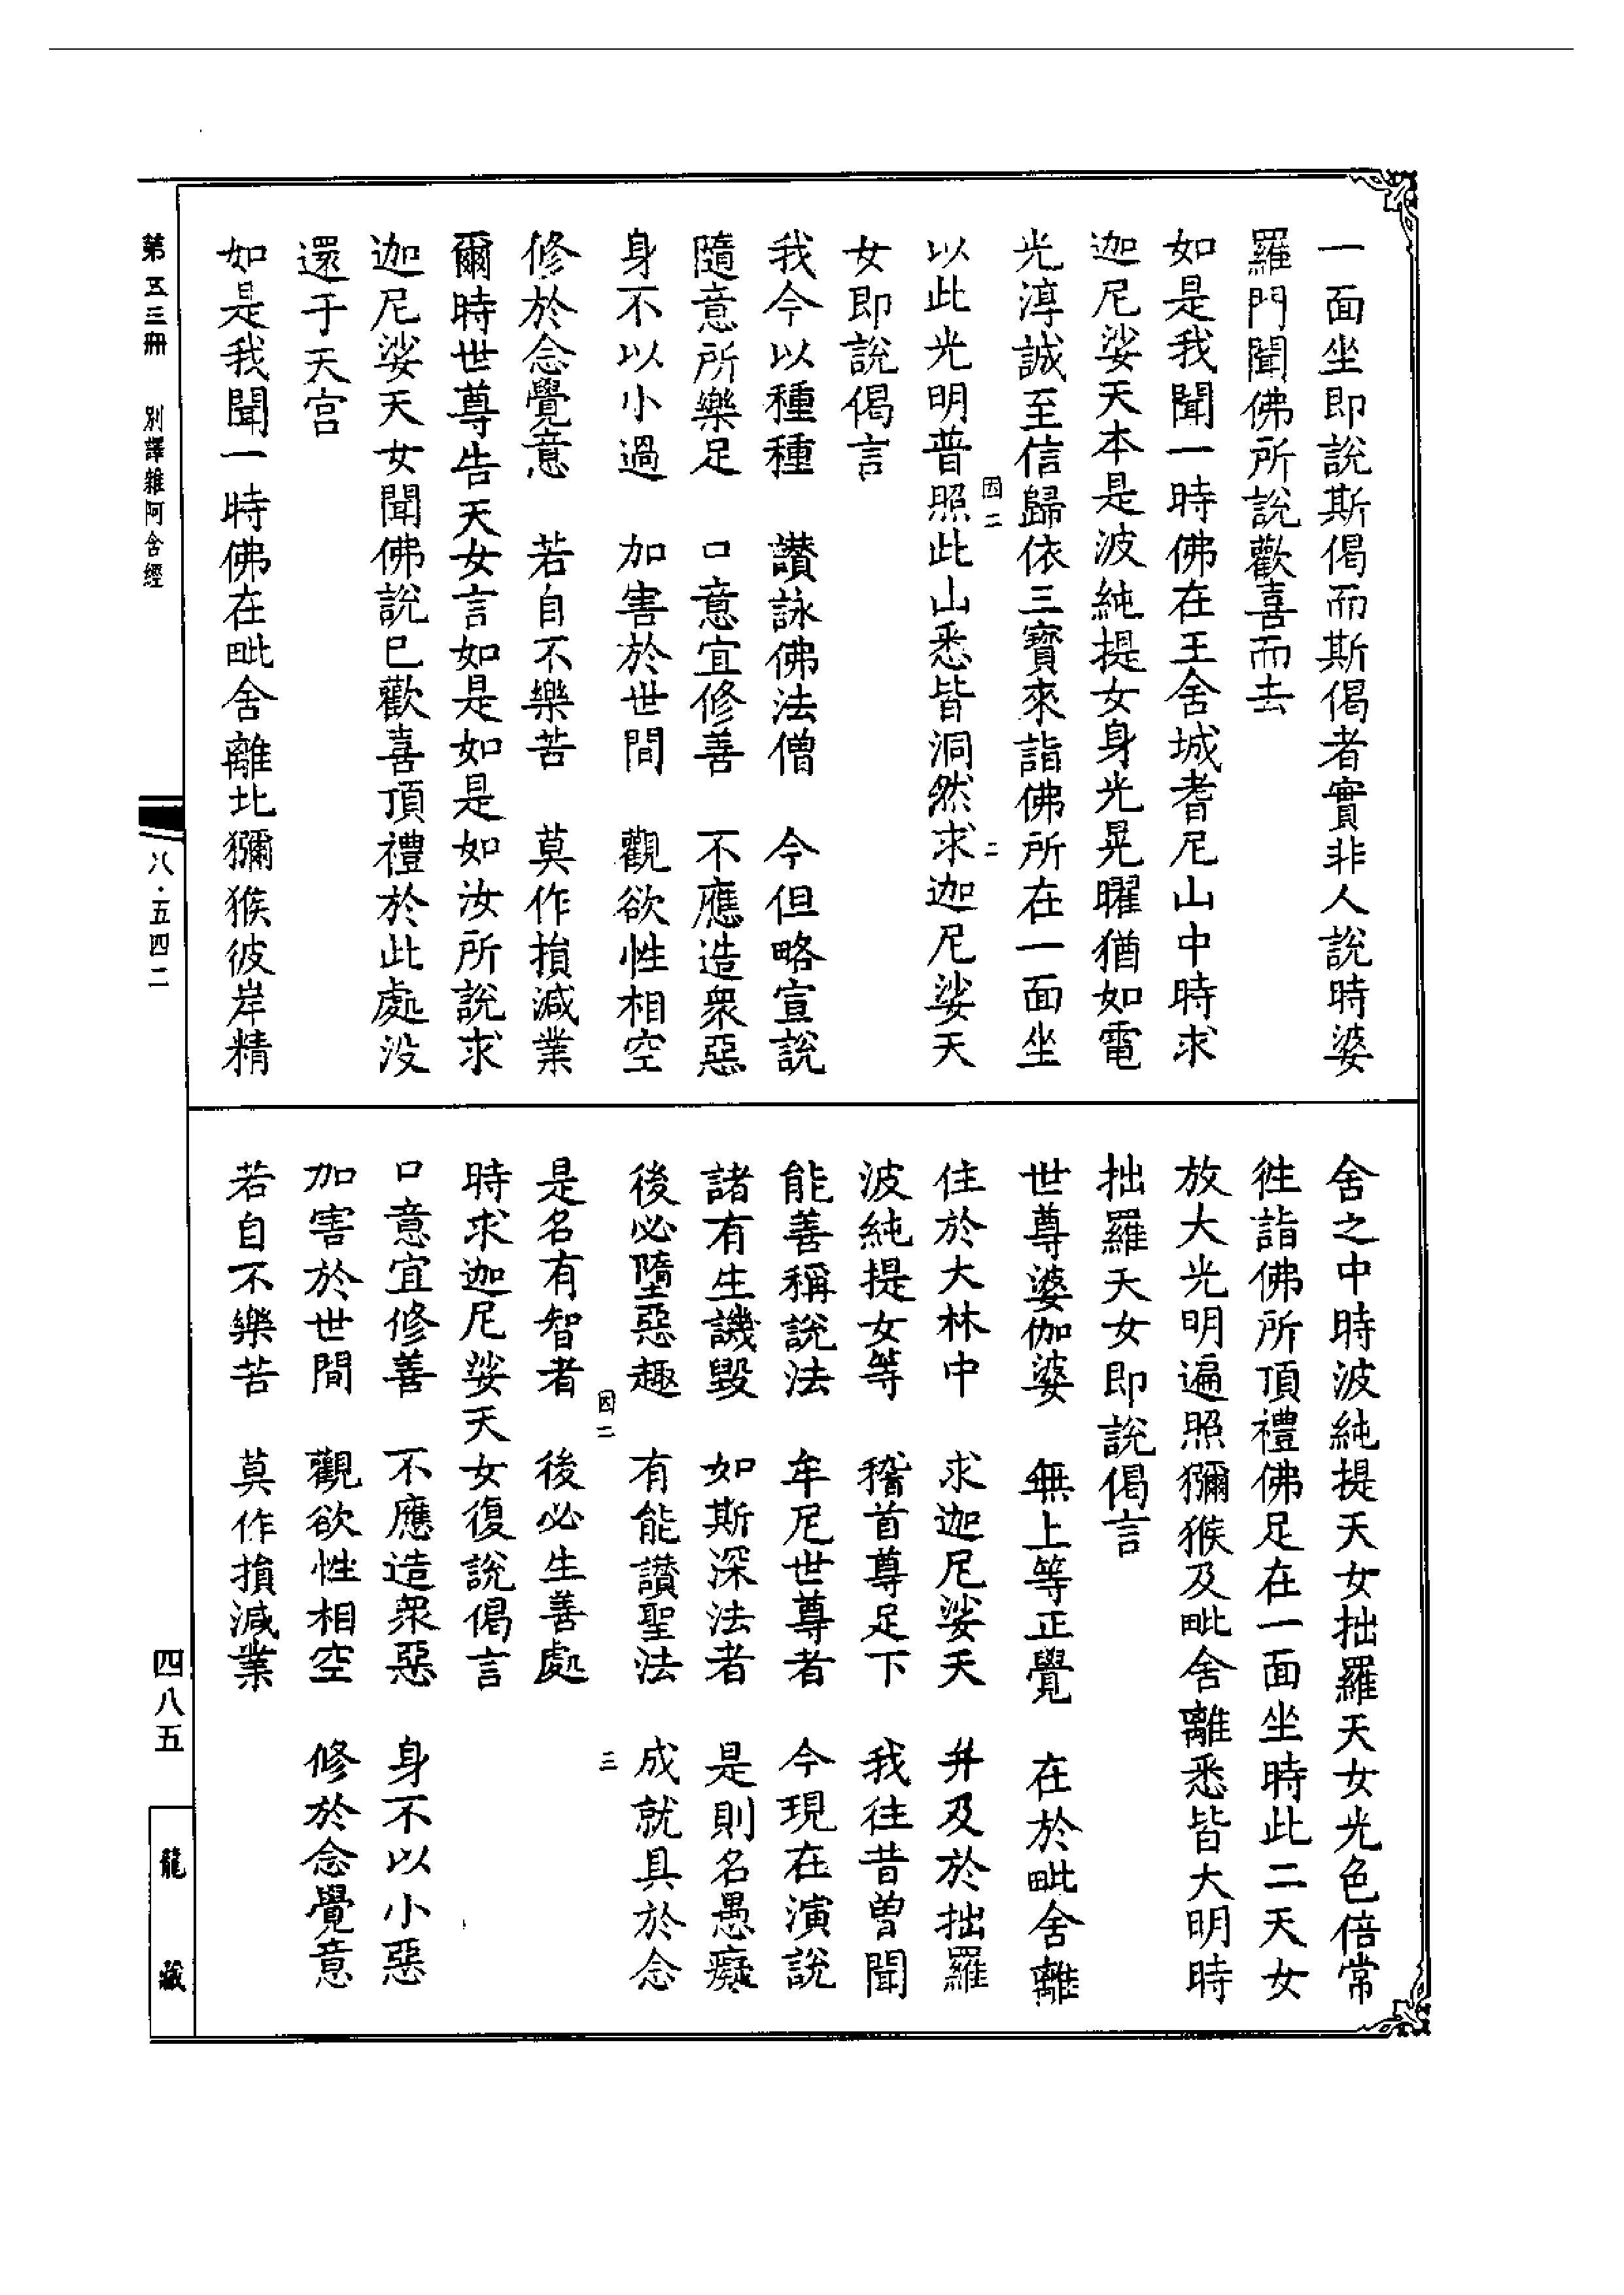 一面坐即說斯偈而斯偈者實非人說時婆
羅門聞佛所說歡喜而去
如是我聞一時佛在王舍城耆尼山中時求
迦尼娑天本是波純提女身光晃曜猶如電
光淳誠至信歸依三寶來詣佛所在一面坐
因二 二
以此光明普照此山悉皆洞然求迦尼娑天
女即說偈言
我今以種種 讚詠佛法僧 今但略宣說
隨意所樂足 口意宜修善 不應造衆惡
身不以小過 加害於世間 觀欲性相空
修於念覺意 若自不樂苦 莫作損減業
爾時世尊告天女言如是如是如汝所說求
迦尼娑天女聞佛說已歡喜頂禮於此處没
還于天宮
如是我聞一時佛在毗舍離北獼猴彼岸精
舍之中時波純提天女拙羅天女光色倍常
徃詣佛所頂禮佛足在一面坐時此二天女
放大光明遍照獼猴及毗舍離悉皆大明時
拙羅天女即說偈言
世尊婆伽婆 無上等正覺 在於毗舍離
住於大林中 求迦尼娑天 并及於拙羅
波純提女等 稽首尊足下 我往昔曾聞
能善稱說法 牟尼世尊者 今現在演說
諸有生譏毀 如斯深法者 是則名愚癡
後必墮惡趣 有能讚聖法 成就具於念
因二 三
是名有智者 後必生善處
時求迦尼娑天女復說偈言
口意宜修善 不應造衆惡 身不以小惡
加害於世間 觀欲性相空 修於念覺意
若自不樂苦 莫作損減業
第五三冊 別譯雜阿含經
八·五四二
四八五
龍藏